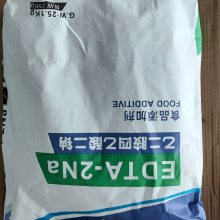 EDTA-2Na
乙二胺四乙酸二钠
FOOD ADDITIVE
食品添加剂
N.W: 25Kg
G.W: 25.1Kg